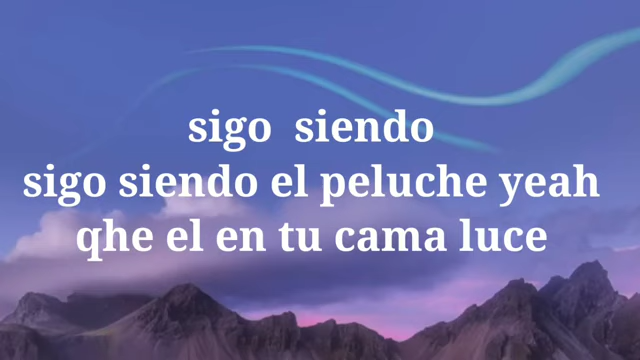 sigo siendo
sigo siendo el peluche yeah
qhe el en tu cama luce